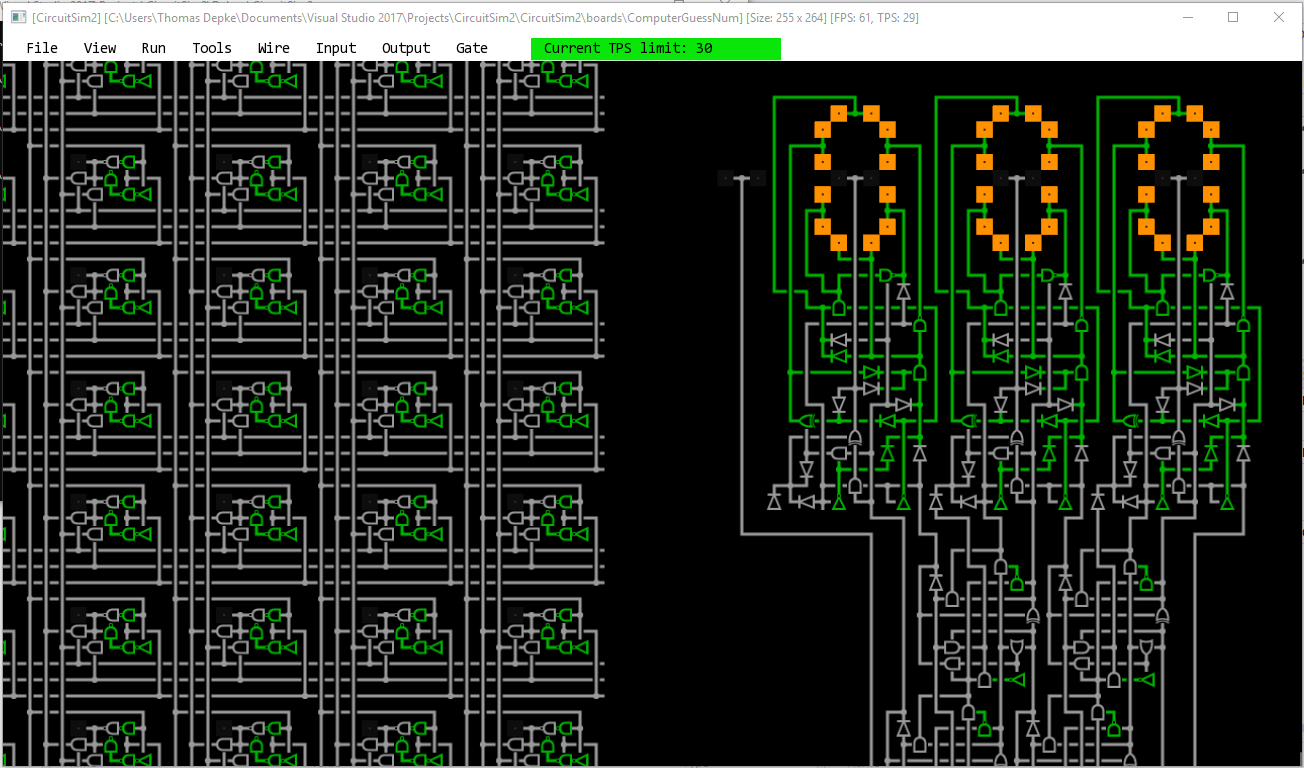 [CircuitSim2] [C:\Users\Thomas Depke\Documents\Visual Studio 2017\Projects\CircuitSim2\CircuitSim2\boards\ComputerGuessNum] [Size: 255 x 264] [FPS: 61, TPS: 29]
File View Run Tools Wire Input Output Gate Current TPS limit: 30